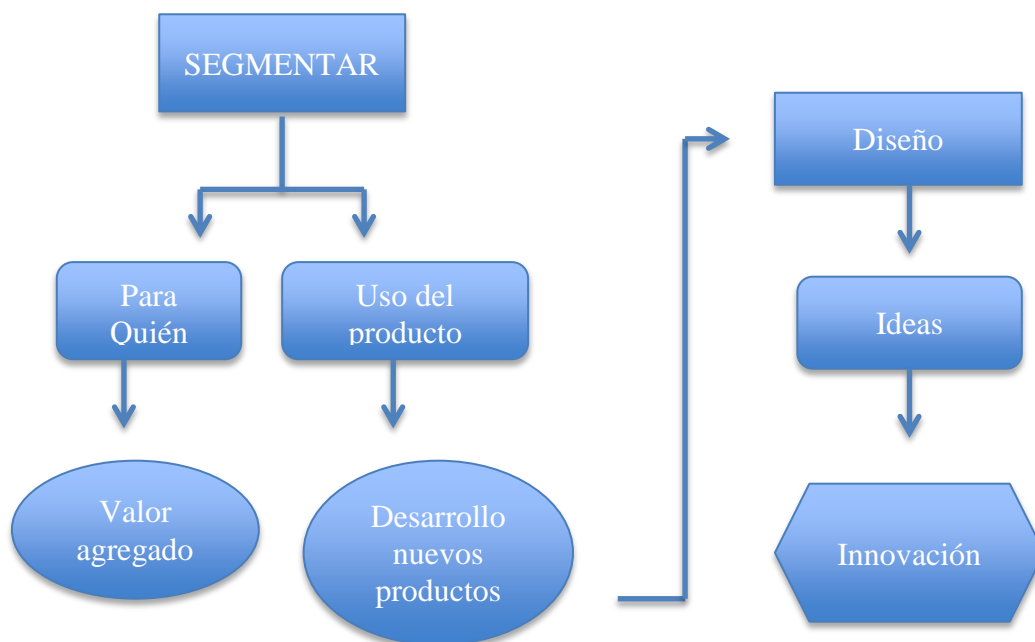 SEGMENTAR
Para
Quién
Uso del
producto
Valor
agregado
Desarrollo
nuevos
productos
Diseño
Ideas
Innovación